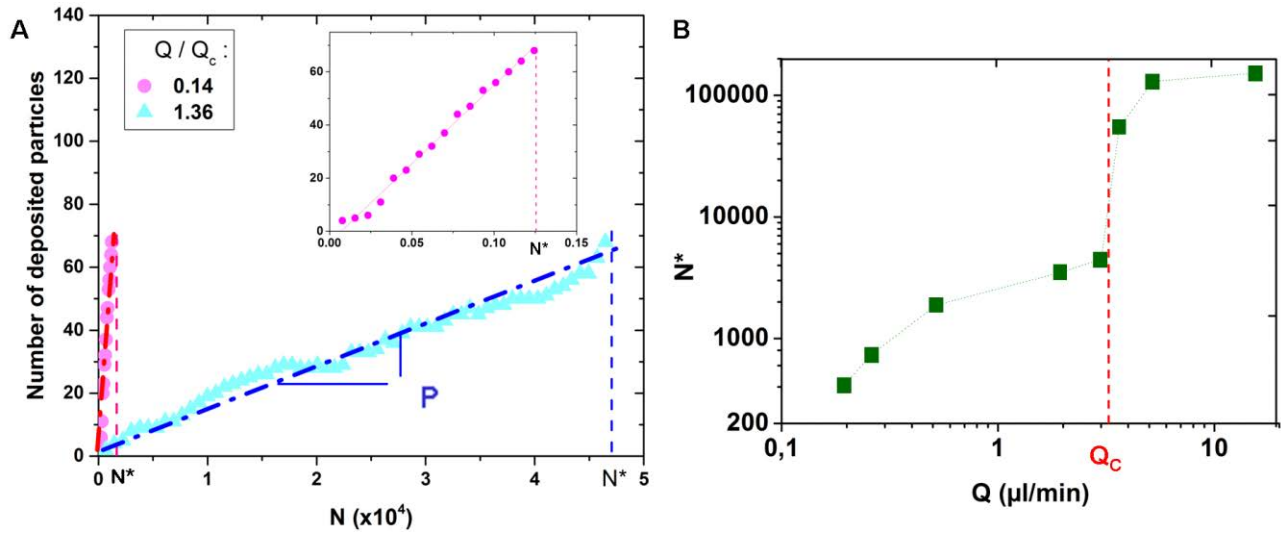 A
Number of deposited particles
140
120
100
80
60
40
20
0
Q / Qc :
0.14
1.36
60
40
20
0
0.00
0.05
0.10
0.15
N*
P
0
N*
1
2
3
4
N*
5
N (x10⁴)
B
N*
100000
10000
1000
200
0,1
1
Qc
10
Q (µl/min)